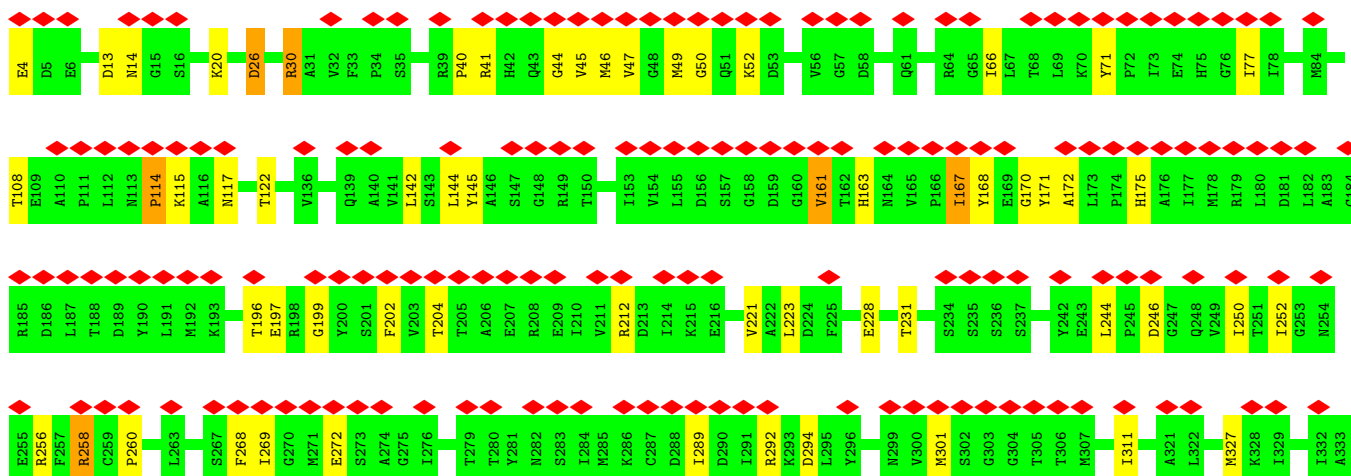 E4 D5 E6 D13 N14 G15 S16 K20 D26 R30 A31 V32 F33 P34 S35 R39 P40 R41 H42 Q43 G44 V45 M46 V47 G48 M49 G50 Q51 K52 D53 V56 G57 D58 Q61 R64 G65 I66 L67 T68 L69 K70 Y71 P72 I73 E74 H75 G76 I77 I78 M84
T108 E109 A110 P111 L112 N113 P114 K115 A116 N117 T122 V136 Q139 A140 V141 L142 S143 L144 Y145 A146 S147 G148 R149 T150 I153 V154 L155 D156 S157 G158 D159 G160 V161 T162 H163 N164 V165 P166 I167 Y168 E169 G170 Y171 A172 L173 P174 H175 A176 I177 M178 R179 L180 D181 L182 A183 G184
R185 D186 L187 T188 D189 Y190 L191 M192 K193 T196 E197 R198 G199 Y200 S201 F202 V203 T204 T205 A206 E207 R208 E209 I210 V211 R212 D213 I214 K215 E216 V221 A222 L223 D224 F225 E228 T231 S234 S235 S236 S237 Y242 E243 L244 P245 D246 G247 Q248 V249 I250 T251 I252 G253 N254
E255 R256 F257 R258 C259 P260 L263 S267 F268 I269 G270 M271 E272 S273 A274 G275 I276 T279 T280 Y281 N282 S283 I284 M285 K286 C287 D288 I289 D290 I291 R292 K293 D294 L295 Y296 N299 V300 M301 S302 G303 G304 T305 T306 M307 I311 A321 L322 M327 K328 I329 I332 A333